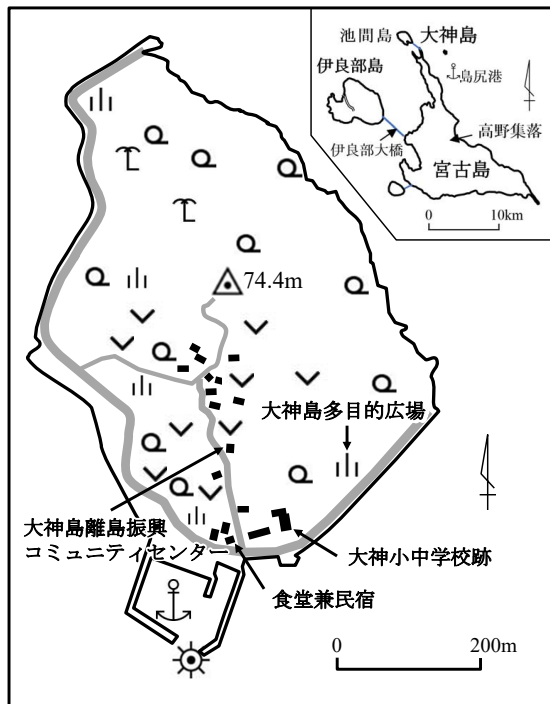 池間島
大神島
島尻港
伊良部島
高野集落
伊良部大橋
宮古島
0
10km
74.4m
大神島多目的広場
大神島離島振興
コミュニティセンター
大神小中学校跡
食堂兼民宿
0
200m